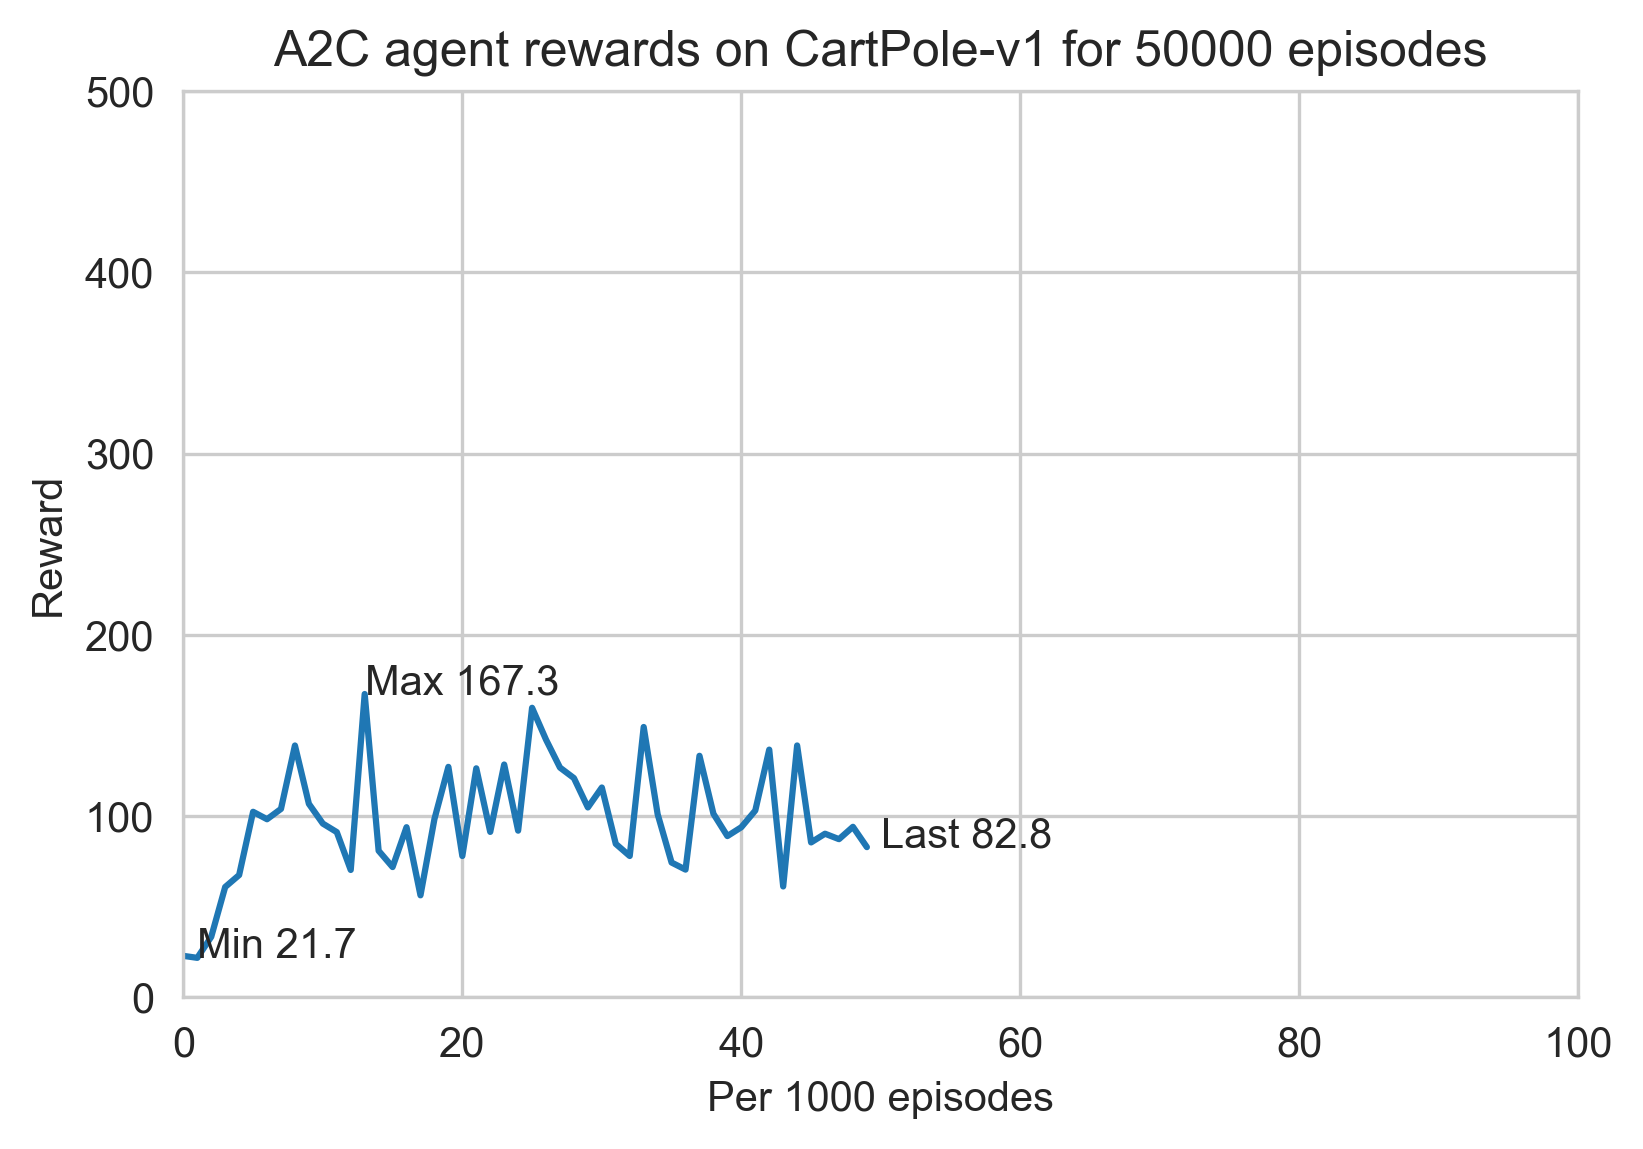 A2C agent rewards on CartPole-v1 for 50000 episodes
500
400
300
200
100
0
Reward
Max 167.3
Last 82.8
Min 21.7
0 20 40 60 80 100
Per 1000 episodes